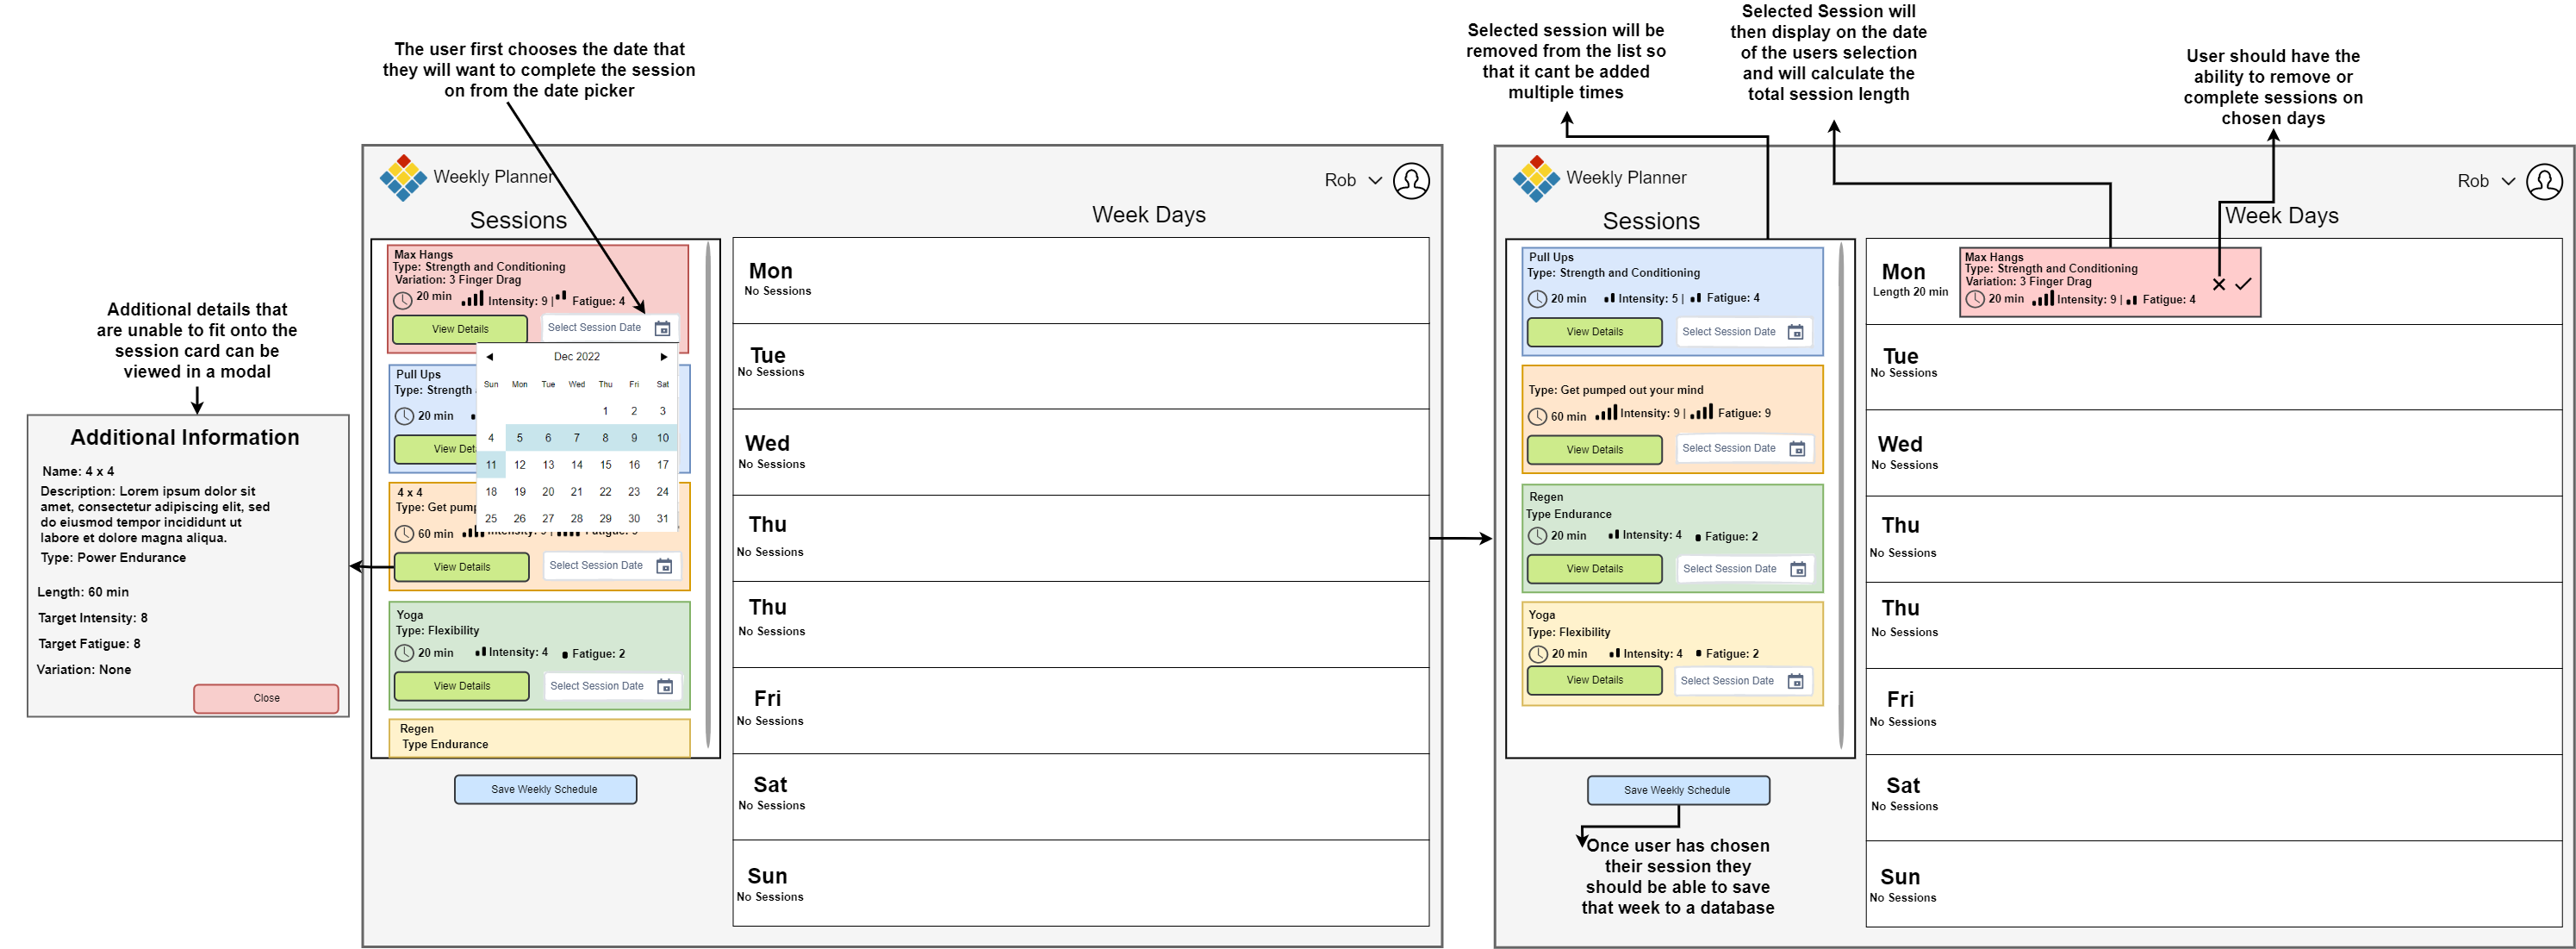 The user first chooses the date that
they will want to complete the session
on from the date picker
Selected session will be
removed from the list so
that it cant be added
multiple times
Selected Session will
then display on the date
of the users selection
and will calculate the
total session length
User should have the
ability to remove or
complete sessions on
chosen days
Additional details that
are unable to fit onto the
session card can be
viewed in a modal
Additional Information
Name: 4 x 4
Description: Lorem ipsum dolor sit
amet, consectetur adipiscing elit, sed
do eiusmod tempor incididunt ut
labore et dolore magna aliqua.
Type: Power Endurance
Length: 60 min
Target Intensity: 8
Target Fatigue: 8
Variation: None
Close
Weekly Planner
Rob
Sessions
Week Days
Max Hangs
Type: Strength and Conditioning
Variation: 3 Finger Drag
20 min Intensity: 9 | Fatigue: 4
View Details Select Session Date
Dec 2022
Sun Mon Tue Wed Thu Fri Sat
1 2 3
4 5 6 7 8 9 10
11 12 13 14 15 16 17
18 19 20 21 22 23 24
25 26 27 28 29 30 31
Pull Ups
Type: Strength
20 min
View Deta
4 x 4
Type: Get pump
60 min Intensity: 9 | Fatigue: 9
View Details Select Session Date
Yoga
Type: Flexibility
20 min Intensity: 4 Fatigue: 2
View Details Select Session Date
Regen
Type Endurance
Save Weekly Schedule
Mon
No Sessions
Tue
No Sessions
Wed
No Sessions
Thu
No Sessions
Thu
No Sessions
Fri
No Sessions
Sat
No Sessions
Sun
No Sessions
Weekly Planner
Rob
Sessions
Week Days
Pull Ups
Type: Strength and Conditioning
20 min Intensity: 5 | Fatigue: 4
View Details Select Session Date
Type: Get pumped out your mind
60 min Intensity: 9 | Fatigue: 9
View Details Select Session Date
Regen
Type Endurance
20 min Intensity: 4 Fatigue: 2
View Details Select Session Date
Yoga
Type: Flexibility
20 min Intensity: 4 Fatigue: 2
View Details Select Session Date
Save Weekly Schedule
Once user has chosen
their session they
should be able to save
that week to a database
Mon
Length 20 min
Max Hangs
Type: Strength and Conditioning
Variation: 3 Finger Drag
20 min Intensity: 9 | Fatigue: 4
Tue
No Sessions
Wed
No Sessions
Thu
No Sessions
Thu
No Sessions
Fri
No Sessions
Sat
No Sessions
Sun
No Sessions